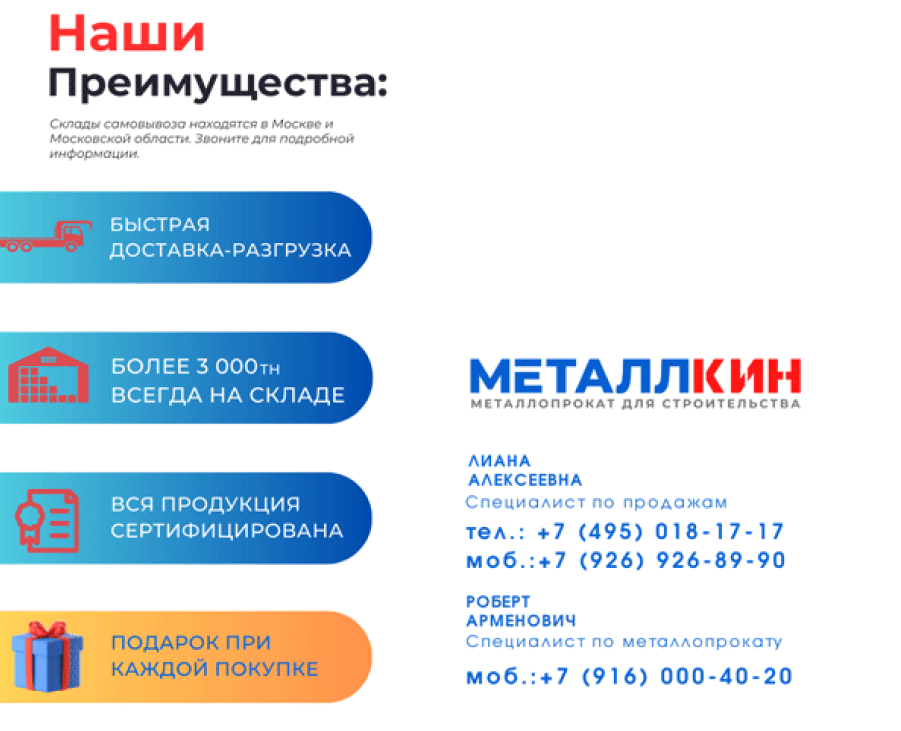 Наши
Преимущества:
Склады самовывоза находятся в Москве и
Московской области. Звоните для подробной
информации.
БЫСТРАЯ
ДОСТАВКА-РАЗГРУЗКА
БОЛЕЕ 3 000тн
ВСЕГДА НА СКЛАДЕ
ВСЯ ПРОДУКЦИЯ
СЕРТИФИЦИРОВАНА
ПОДАРОК ПРИ
КАЖДОЙ ПОКУПКЕ
МЕТАЛЛКИН
МЕТАЛЛОПРОКАТ ДЛЯ СТРОИТЕЛЬСТВА
ЛИАНА
АЛЕКСЕЕВНА
Специалист по продажам
тел.: +7 (495) 018-17-17
моб.:+7 (926) 926-89-90
РОБЕРТ
АРМЕНОВИЧ
Специалист по металлопрокату
моб.:+7 (916) 000-40-20